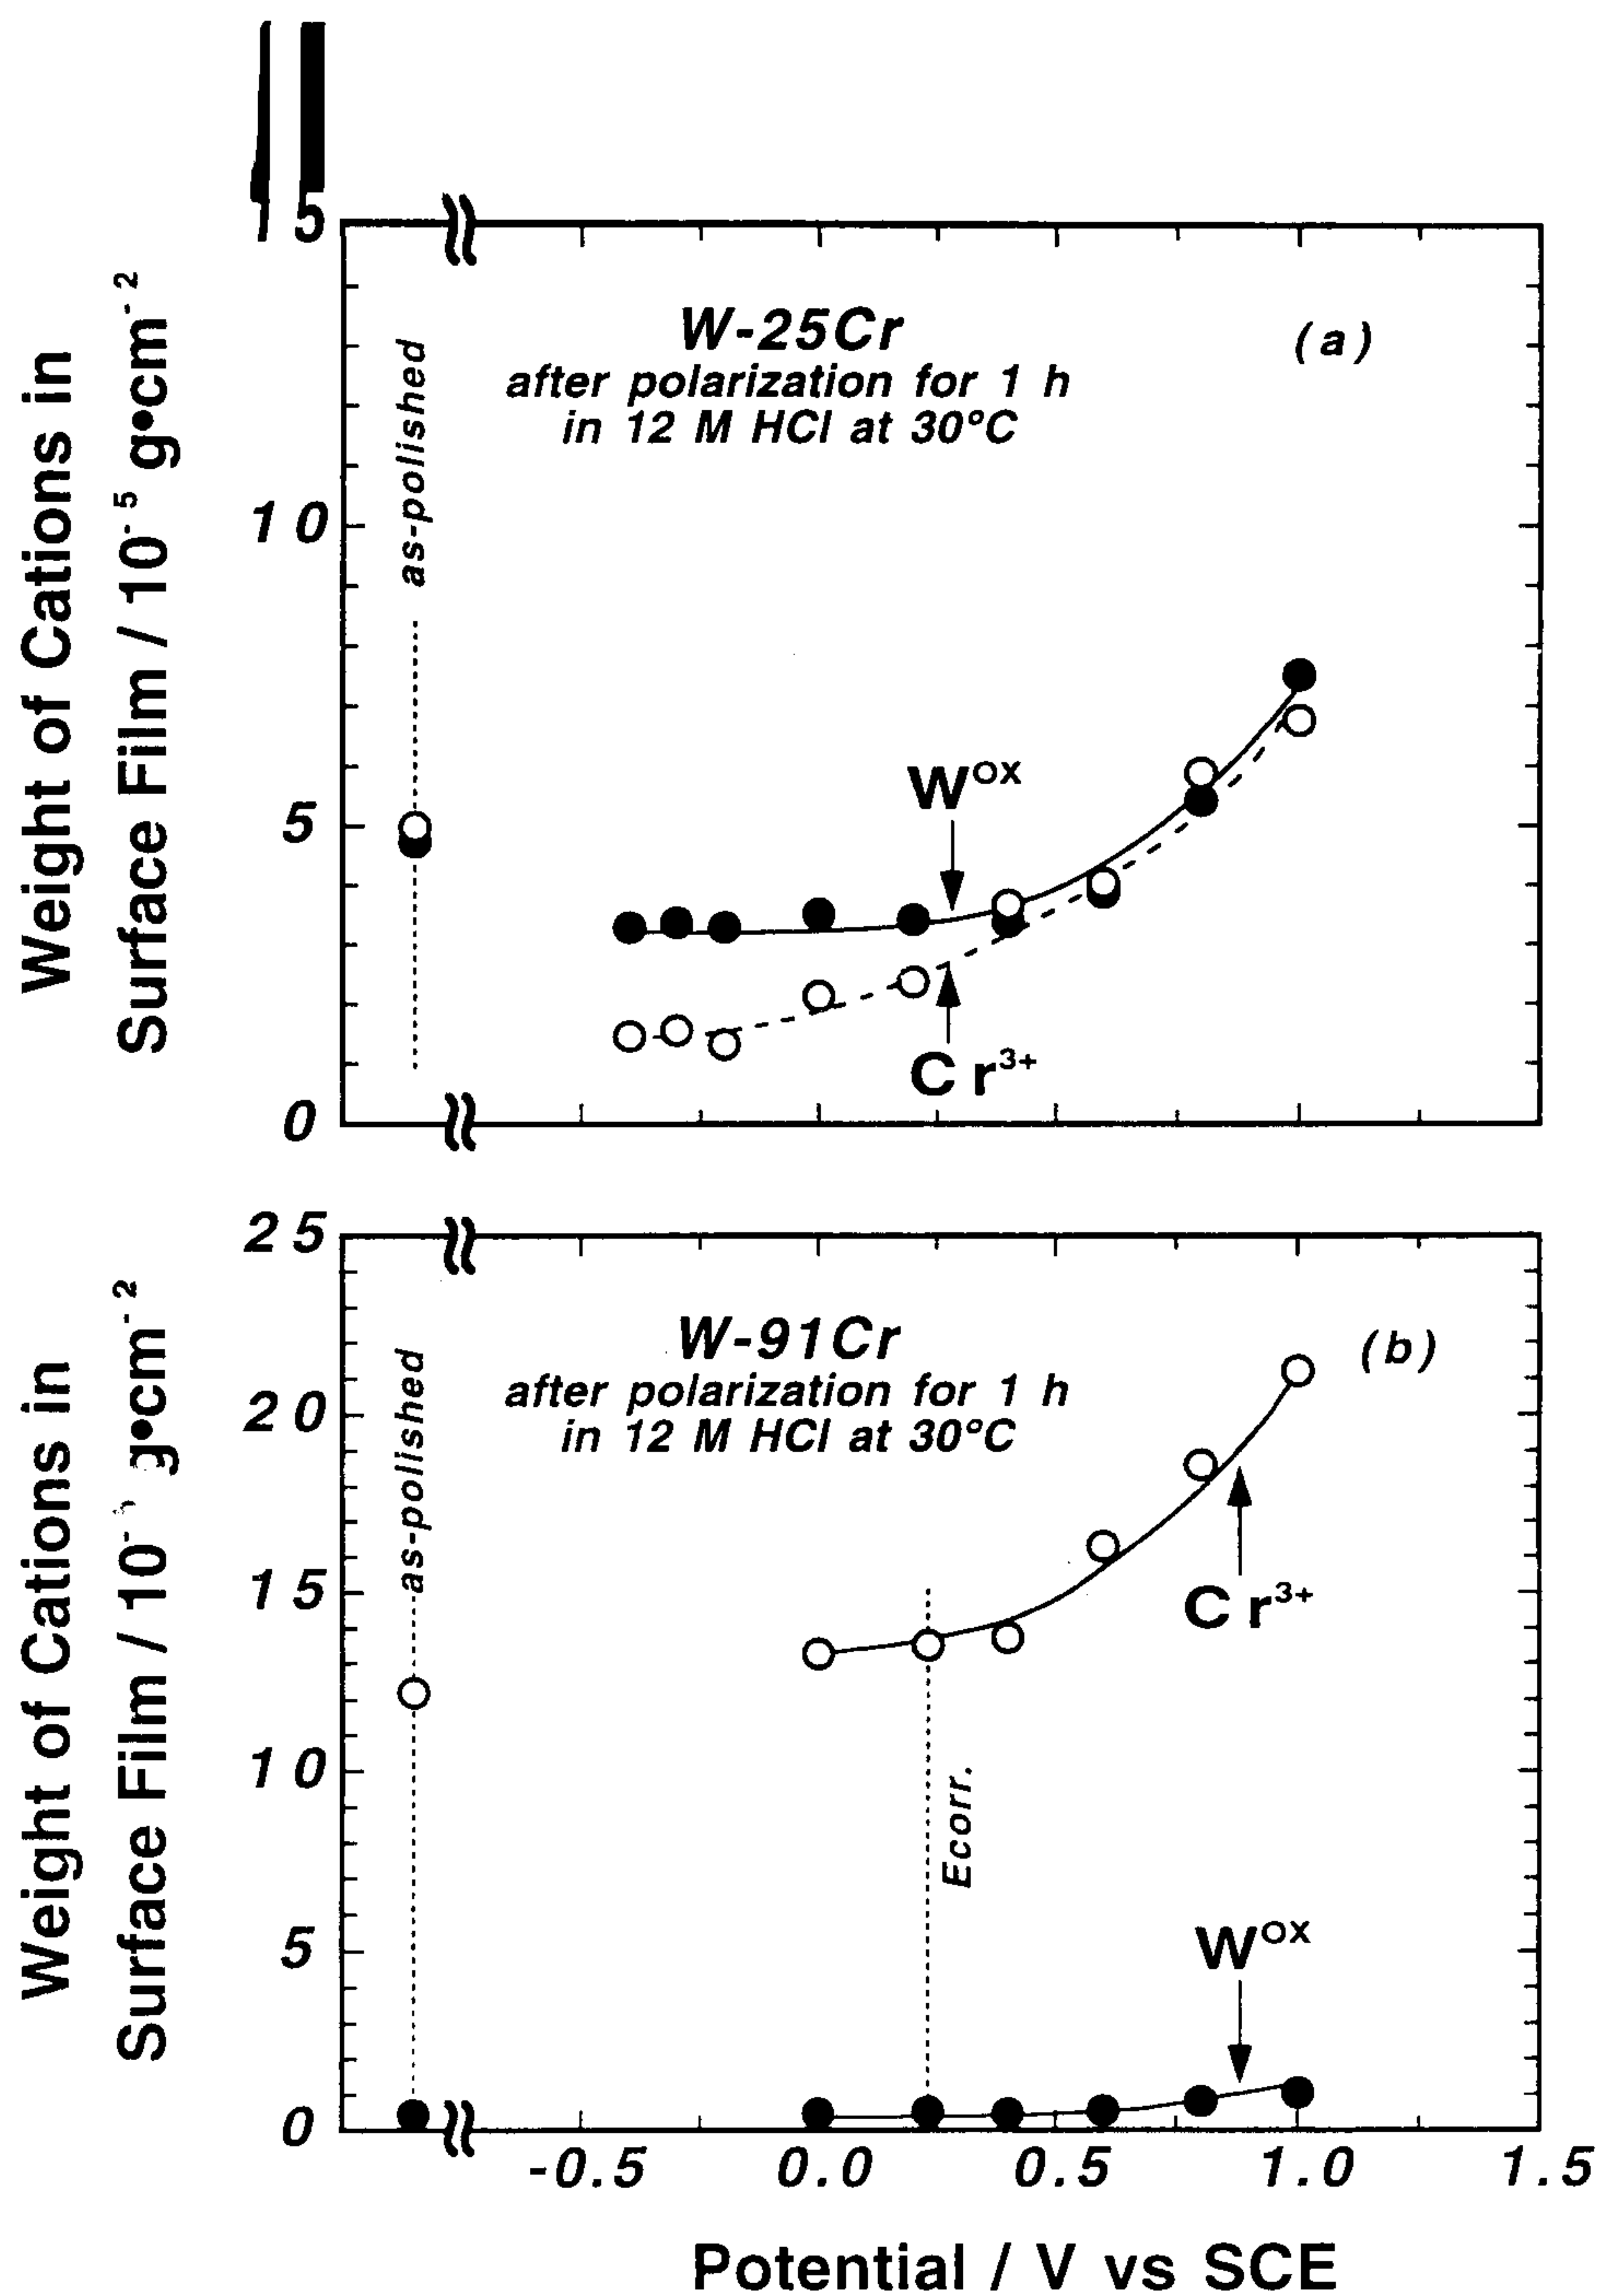 15
W-25Cr
(a)
after polarization for 1 h
in 12 M HCl at 30°C
as-polished
10
Weight of Cations in
Surface Film / 10⁻⁵ g•cm⁻²
Wᵒˣ
5
Cr³⁺
0
25
W-91Cr
(b)
after polarization for 1 h
in 12 M HCl at 30°C
as-polished
20
15
Cr³⁺
Weight of Cations in
Surface Film / 10⁻ g•cm⁻²
10
Ecorr.
5
Wᵒˣ
0
-0.5 0.0 0.5 1.0 1.5
Potential / V vs SCE